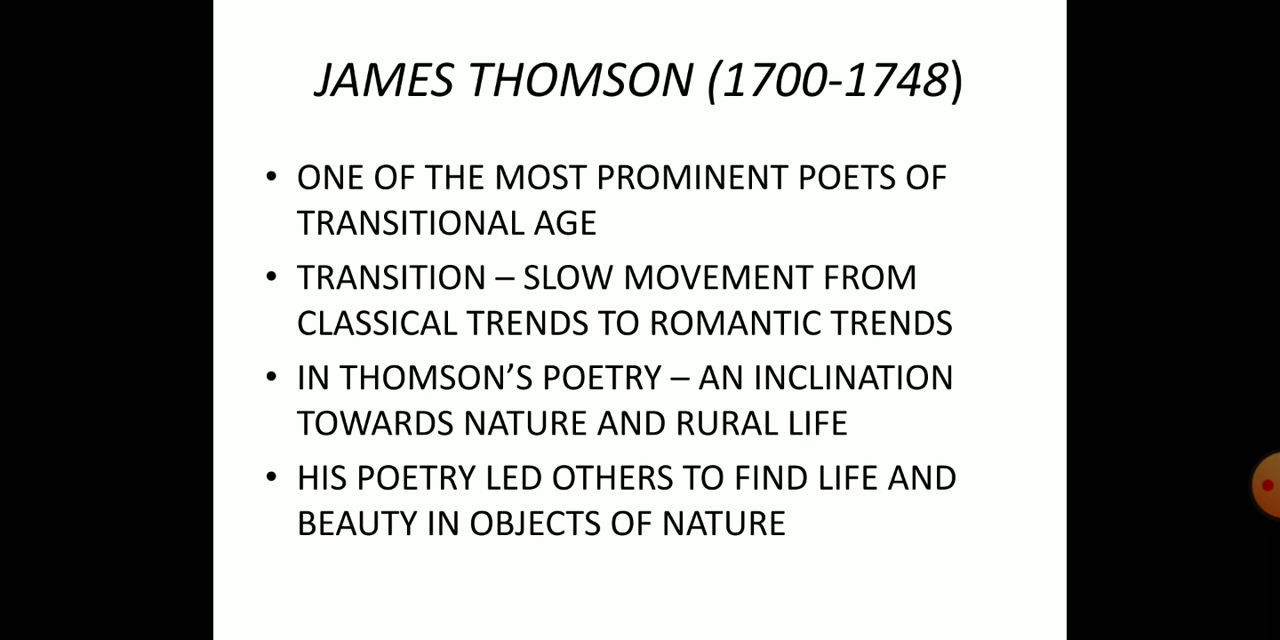 JAMES THOMSON (1700-1748)
• ONE OF THE MOST PROMINENT POETS OF
TRANSITIONAL AGE
• TRANSITION – SLOW MOVEMENT FROM
CLASSICAL TRENDS TO ROMANTIC TRENDS
• IN THOMSON’S POETRY – AN INCLINATION
TOWARDS NATURE AND RURAL LIFE
• HIS POETRY LED OTHERS TO FIND LIFE AND
BEAUTY IN OBJECTS OF NATURE